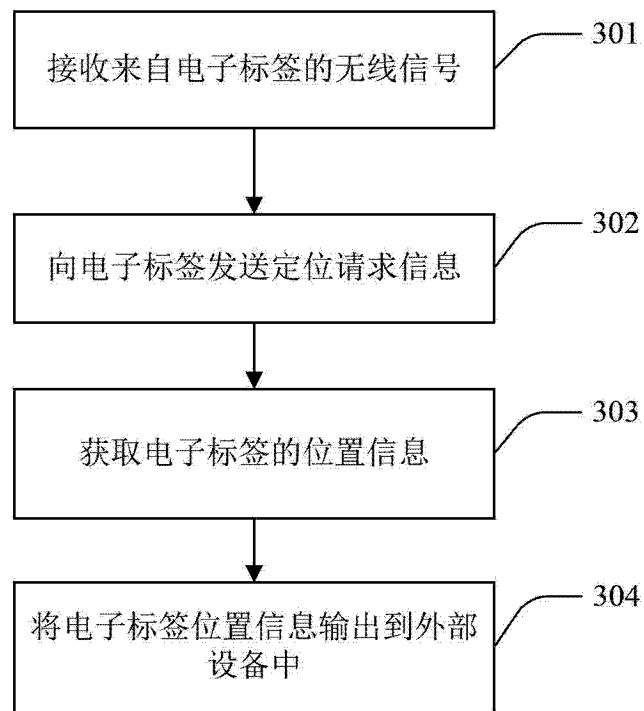 接收来自电子标签的无线信号
301
向电子标签发送定位请求信息
302
获取电子标签的位置信息
303
将电子标签位置信息输出到外部
设备中
304